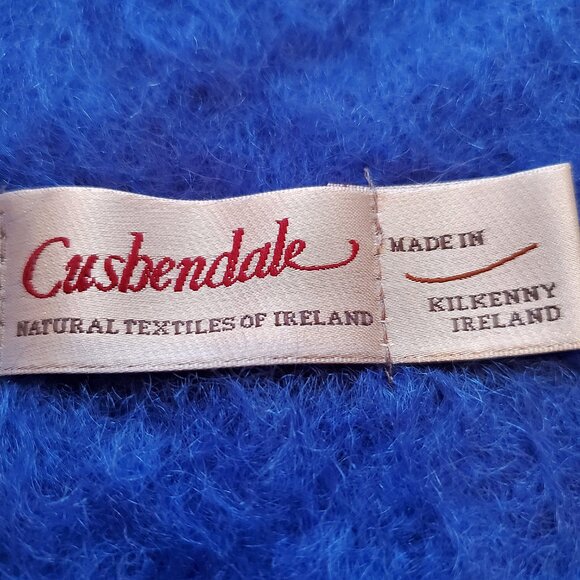 Cushendale
NATURAL TEXTILES OF IRELAND
MADE IN
KILKENNY
IRELAND